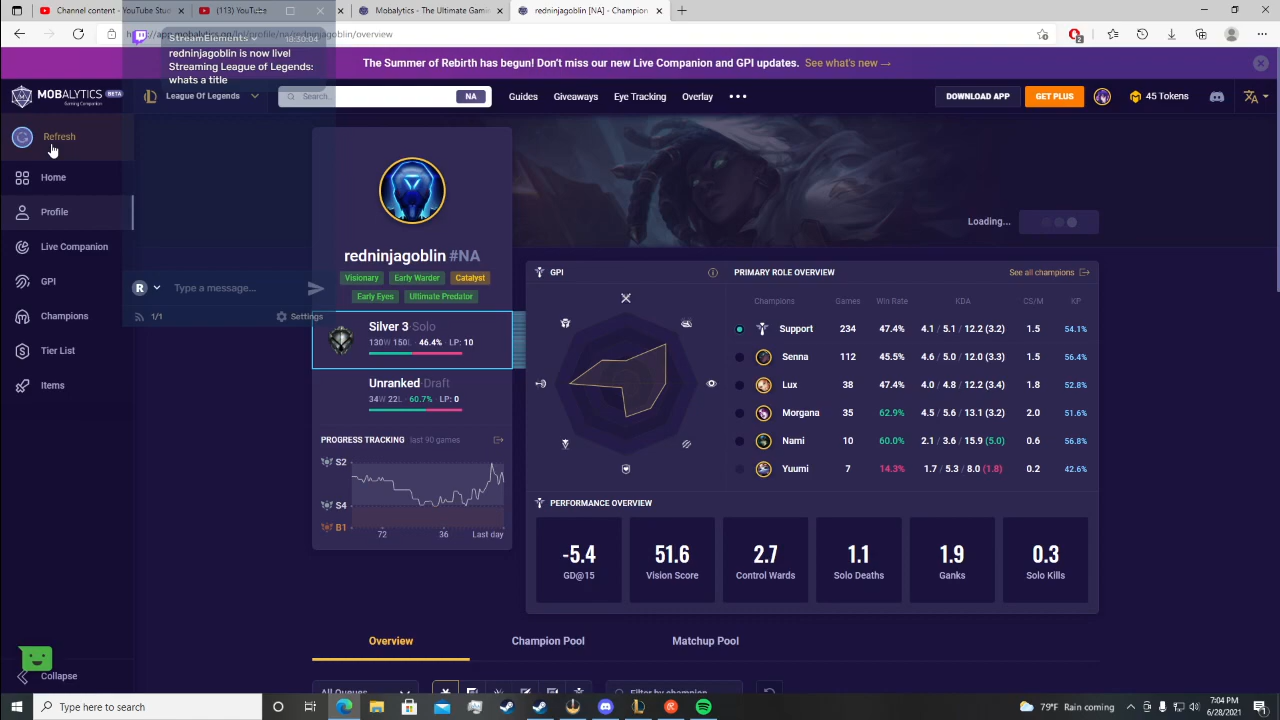 Content - YouTube Stu
(113) YouTube
the Mobalytics Game
redninjagoblin [NA] - Champion
/overview
2
StreamElements
18:30:04
redninjagoblin is now live!
Streaming League of Legends:
whats a title
The Summer of Rebirth has begun! Don't miss our new Live Companion and GPI updates. See what's new →
MOBALYTICS BETA
Gaming Companion
League Of Legends
Search...
NA
Guides
Giveaways
Eye Tracking
Overlay
DOWNLOAD APP
GET PLUS
45 Tokens
Refresh
Home
Profile
Live Companion
GPI
Champions
Tier List
Items
Collapse
R
Type a message...
1/1
Settings
redninjagoblin #NA
Visionary Early Warder Catalyst
Early Eyes Ultimate Predator
Silver 3·Solo
130W 150L · 46.4% · LP: 10
Unranked·Draft
34W 22L · 60.7% · LP: 0
PROGRESS TRACKING last 90 games
S2
S4
B1
72 36 Last day
Loading...
GPI
PRIMARY ROLE OVERVIEW
See all champions
Champions Games Win Rate KDA CS/M KP
Support 234 47.4% 4.1 / 5.1 / 12.2 (3.2) 1.5 54.1%
Senna 112 45.5% 4.6 / 5.0 / 12.0 (3.3) 1.5 56.4%
Lux 38 47.4% 4.0 / 4.8 / 12.2 (3.4) 1.8 52.8%
Morgana 35 62.9% 4.5 / 5.6 / 13.1 (3.2) 2.0 51.6%
Nami 10 60.0% 2.1 / 3.6 / 15.9 (5.0) 0.6 56.8%
Yuumi 7 14.3% 1.7 / 5.3 / 8.0 (1.8) 0.2 42.6%
PERFORMANCE OVERVIEW
-5.4 51.6 2.7 1.1 1.9 0.3
GD@15 Vision Score Control Wards Solo Deaths Ganks Solo Kills
Overview
Champion Pool
Matchup Pool
All Queues
Filter by champion
Type here to search
79°F Rain coming
7:04 PM
6/28/2021